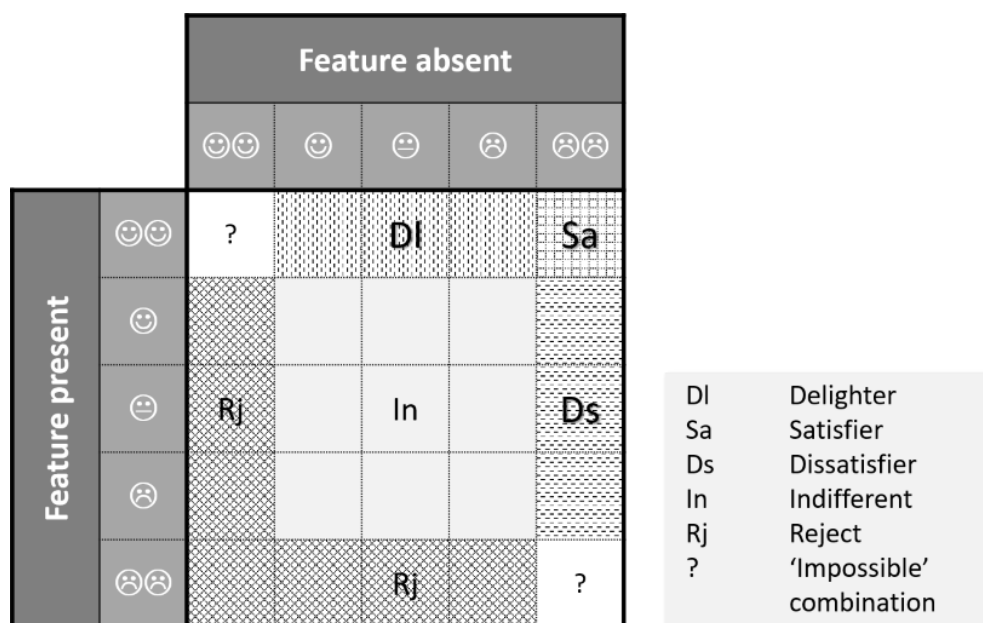 Feature absent
☺☺ ☺ 😐 ☹ ☹☹
Feature present
☺☺ ? Dl Sa
☺
😐 Rj In Ds
☹
☹☹ Rj ?
Dl Delighter
Sa Satisfier
Ds Dissatisfier
In Indifferent
Rj Reject
? ‘Impossible’
combination